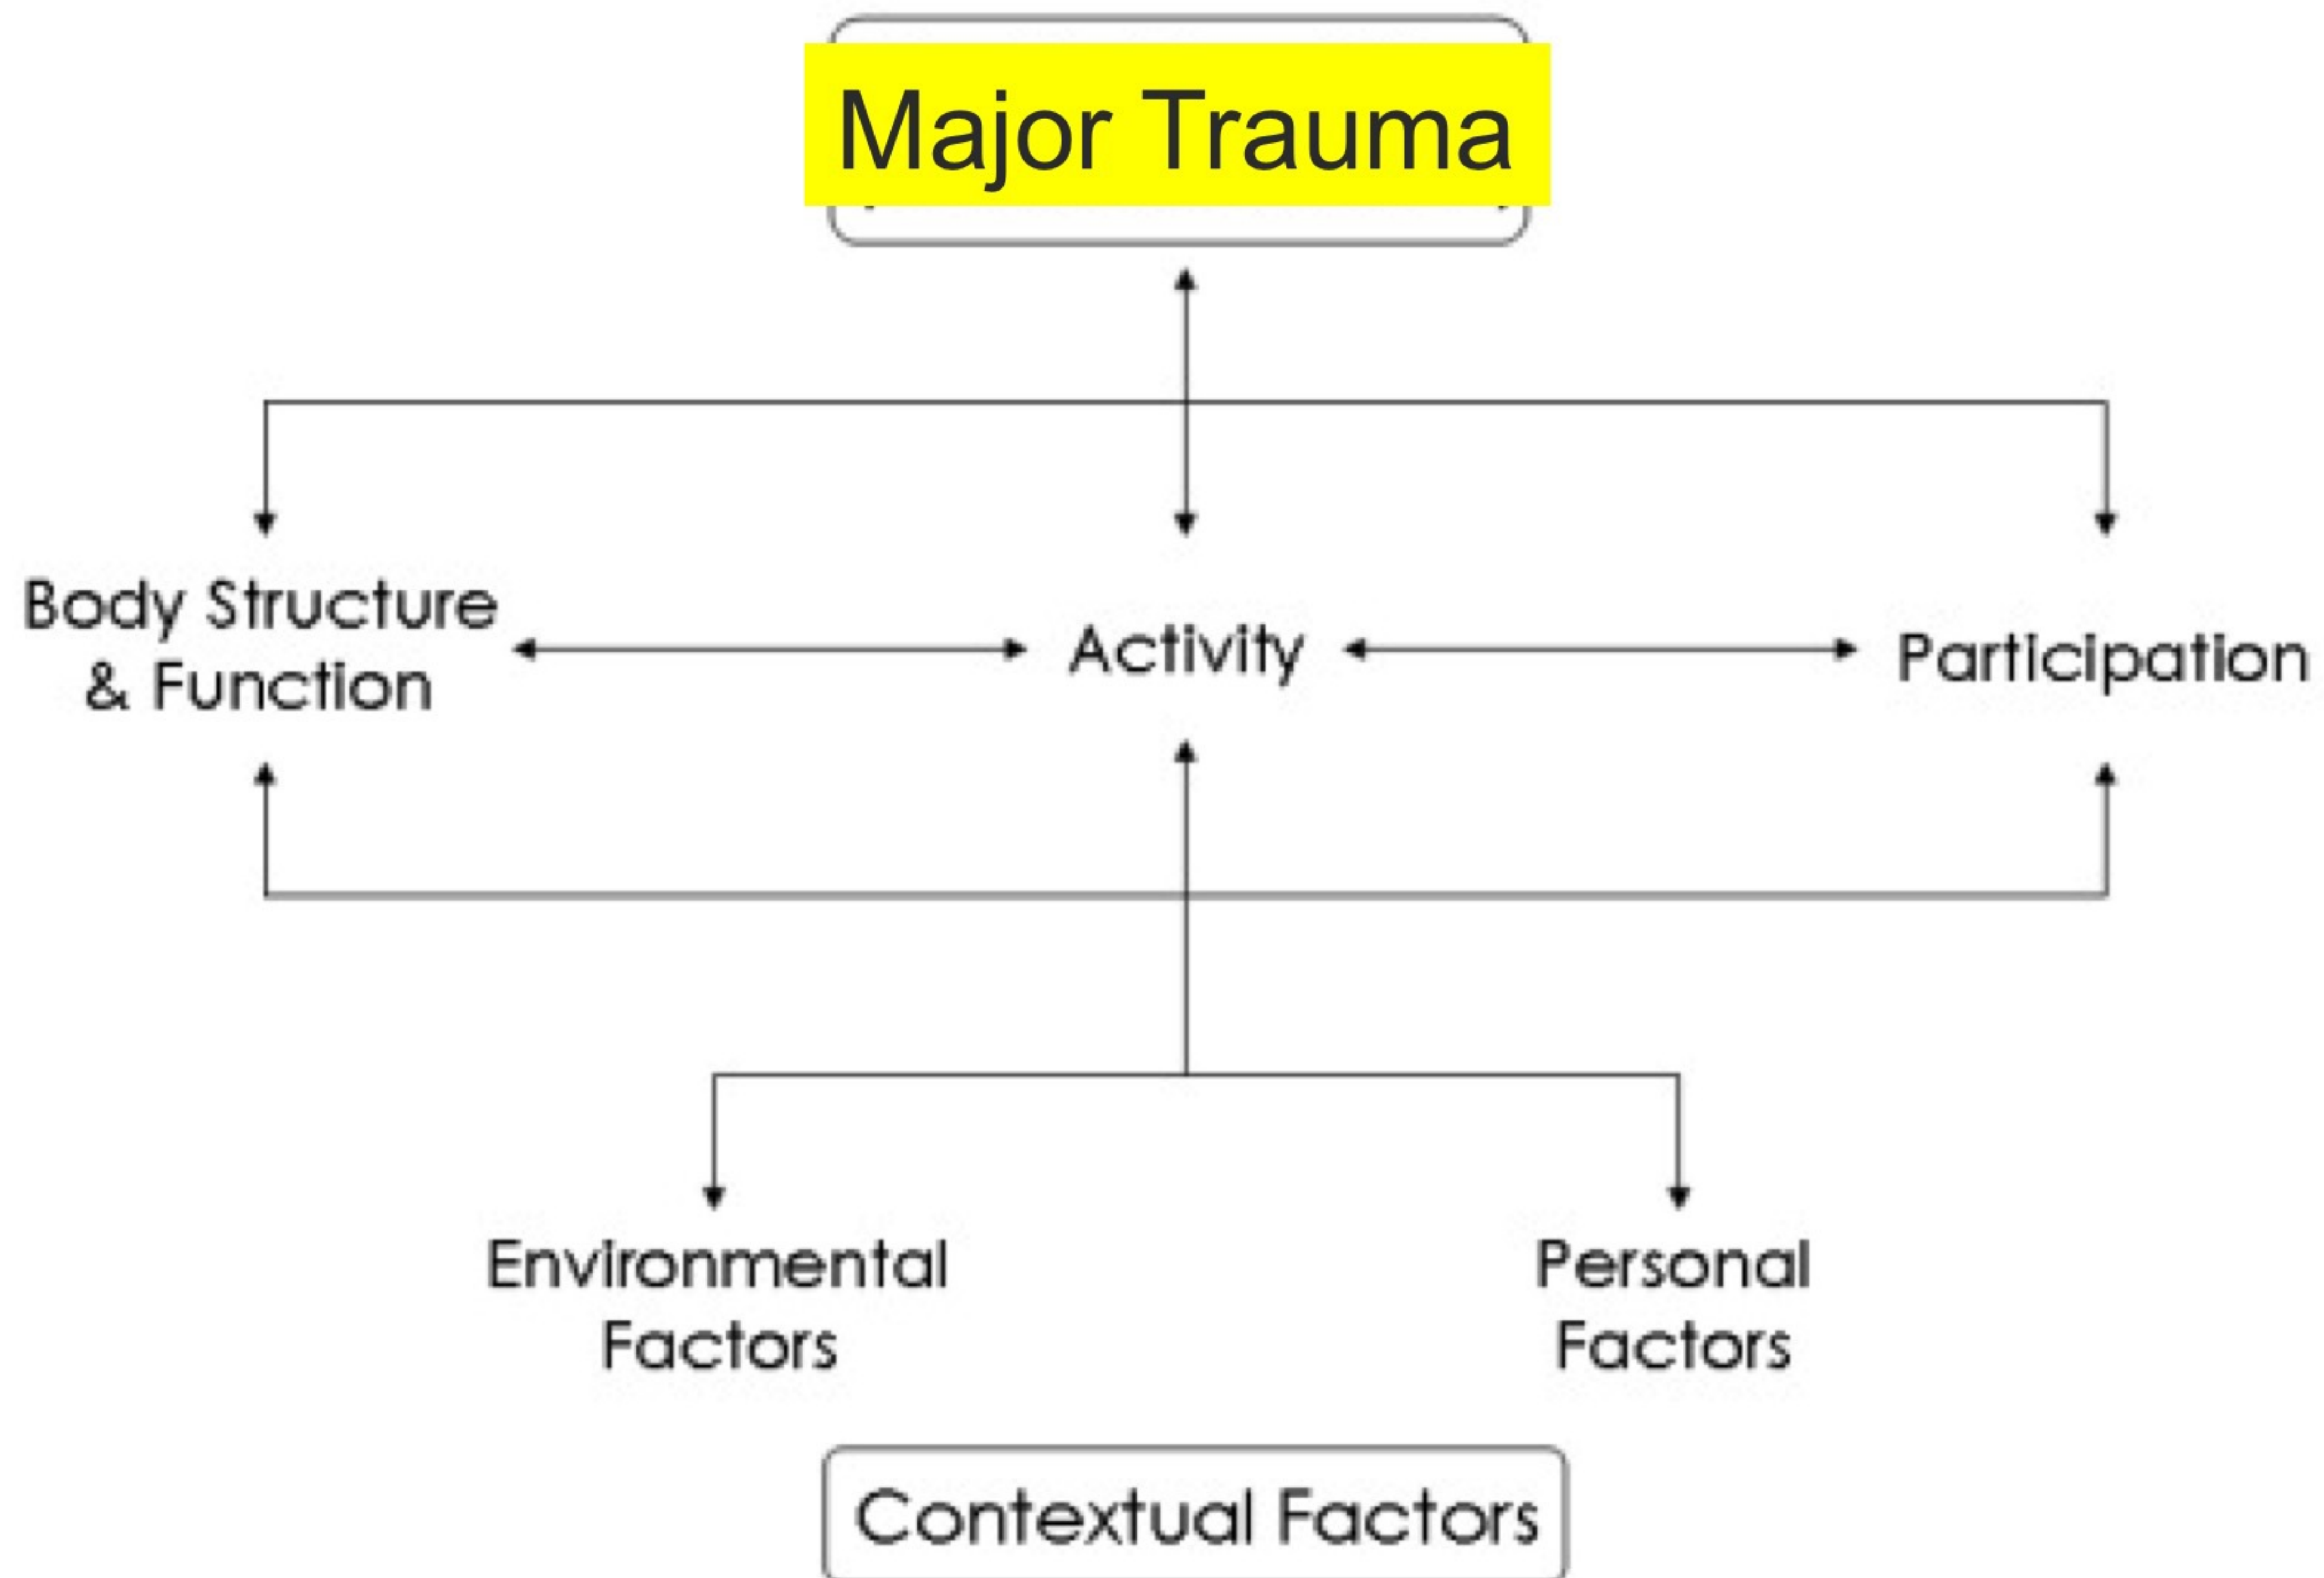 Major Trauma
Body Structure
& Function
Activity
Participation
Environmental
Factors
Personal
Factors
Contextual Factors